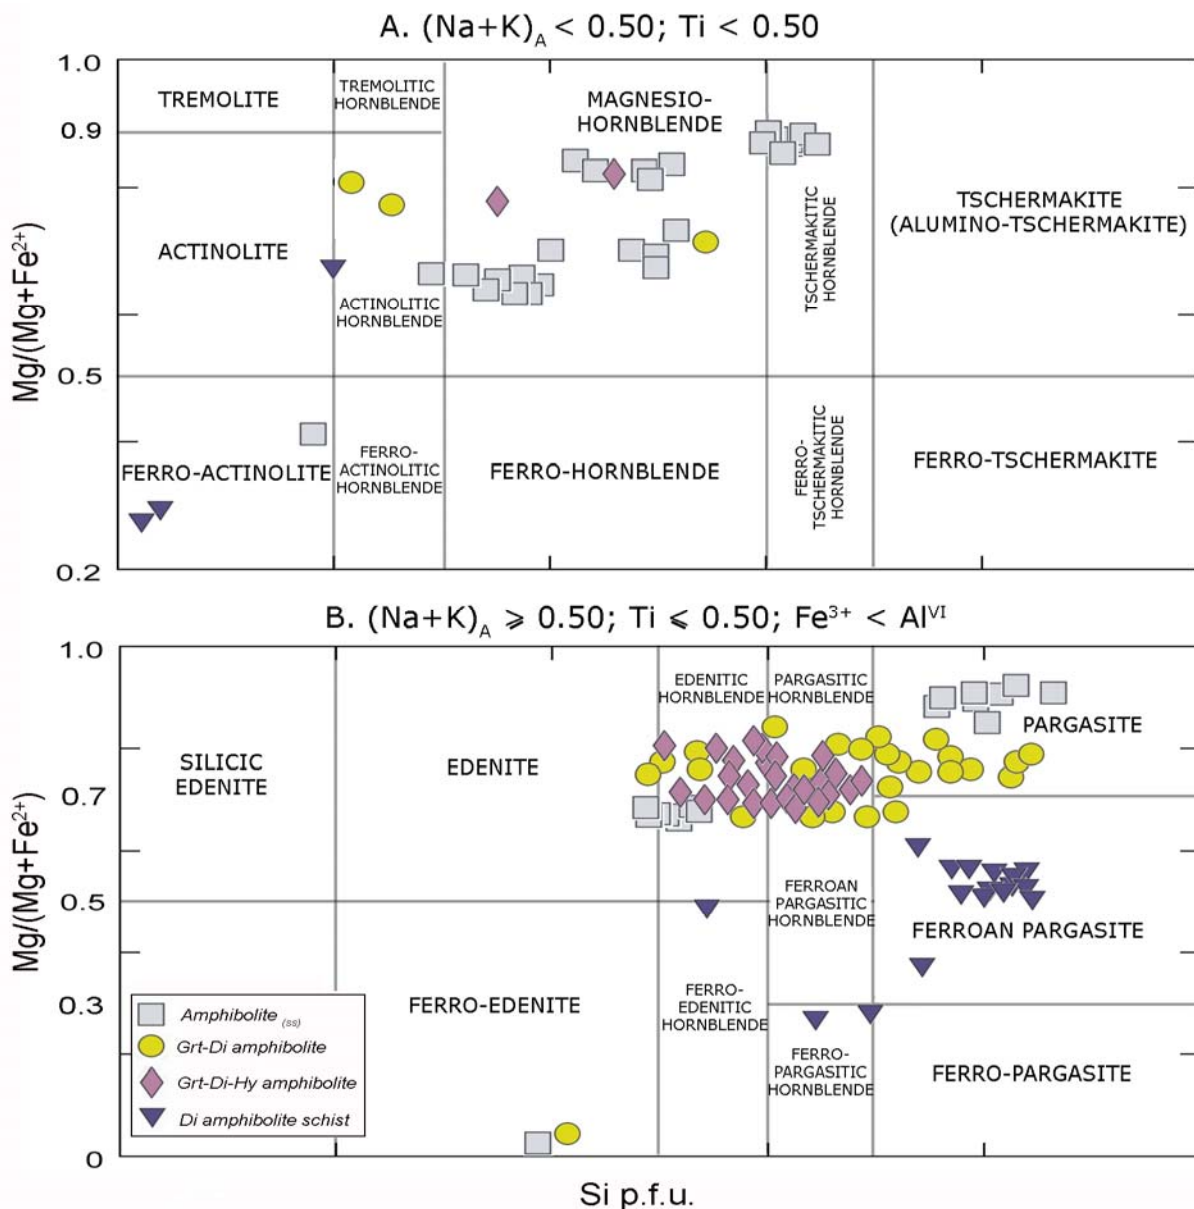 A. (Na+K)A < 0.50; Ti < 0.50
1.0
TREMOLITE
TREMOLITIC
HORNBLENDE
MAGNESIO-
HORNBLENDE
0.9
TSCHERMAKITE
(ALUMINO-TSCHERMAKITE)
ACTINOLITE
TSCHERMAKITIC
HORNBLENDE
ACTINOLITIC
HORNBLENDE
Mg/(Mg+Fe2+)
0.5
FERRO-ACTINOLITE
FERRO-
ACTINOLITIC
HORNBLENDE
FERRO-HORNBLENDE
FERRO-
TSCHERMAKITIC
HORNBLENDE
FERRO-TSCHERMAKITE
0.2
B. (Na+K)A ⩾ 0.50; Ti ⩽ 0.50; Fe3+ < AlVI
1.0
EDENITIC
HORNBLENDE
PARGASITIC
HORNBLENDE
PARGASITE
SILICIC
EDENITE
EDENITE
0.7
Mg/(Mg+Fe2+)
0.5
FERROAN
PARGASITIC
HORNBLENDE
FERROAN PARGASITE
0.3
FERRO-EDENITE
FERRO-
EDENITIC
HORNBLENDE
FERRO-
PARGASITIC
HORNBLENDE
FERRO-PARGASITE
Amphibolite (ss)
Grt-Di amphibolite
Grt-Di-Hy amphibolite
Di amphibolite schist
0
Si p.f.u.